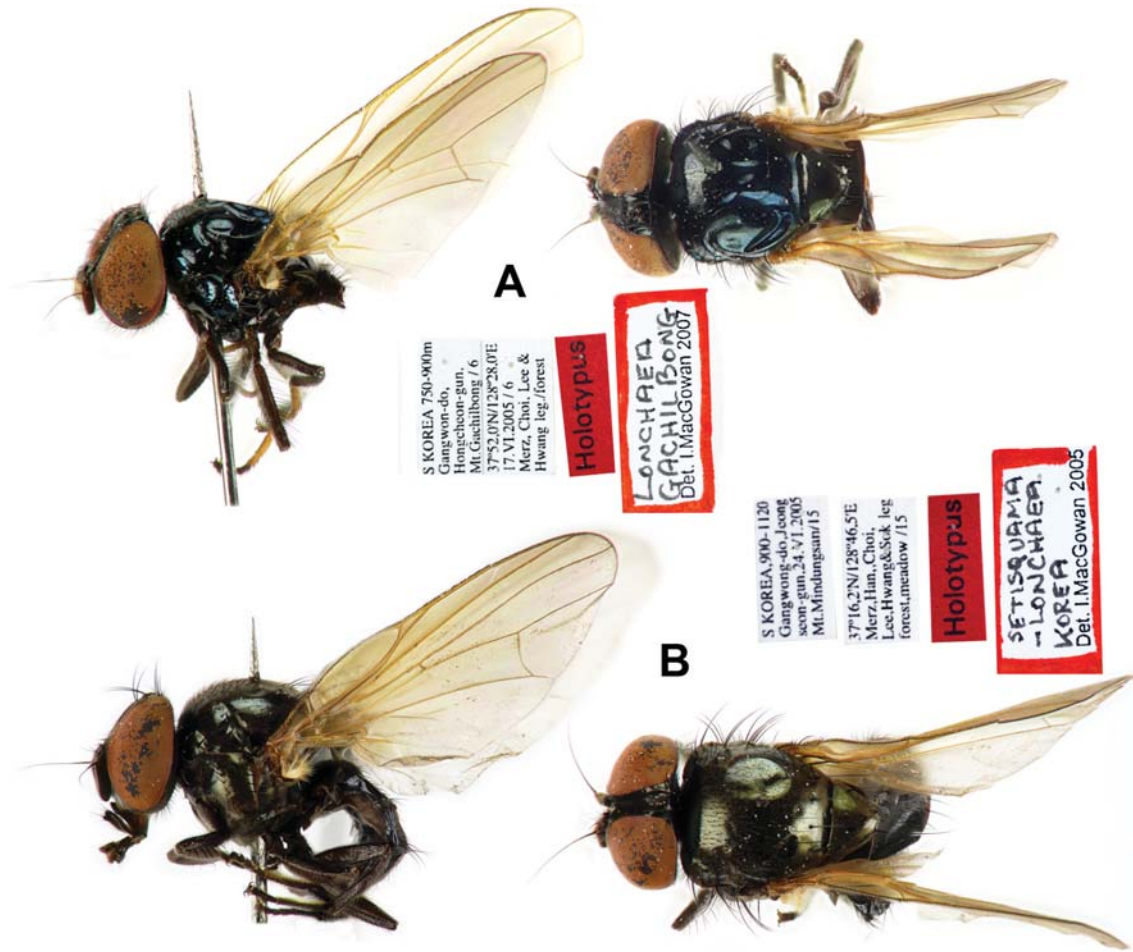 A
S KOREA 750-900m
Gangwon-do,
Hongcheon-gun,
Mt.Gachilbong / 6
37°52,0'N/128°28,0'E
17.VI.2005 / 6
Merz, Choi, Lee &
Hwang leg./forest
Holotypus
LONCHAEA
GACHILBONG
Det. I.MacGowan 2007
S KOREA,900-1120
Gangwong-do,Jeong
seon-gun,24.VI.2005
Mt.Mindungsan/15
37°16,2'N/128°46,5'E
Merz,Han,,Choi,
Lee,Hwang&Sok leg
forest,meadow /15
Holotypus
SETISQUAMA
-LONCHAEA
KOREA
Det. I.MacGowan 2005
B